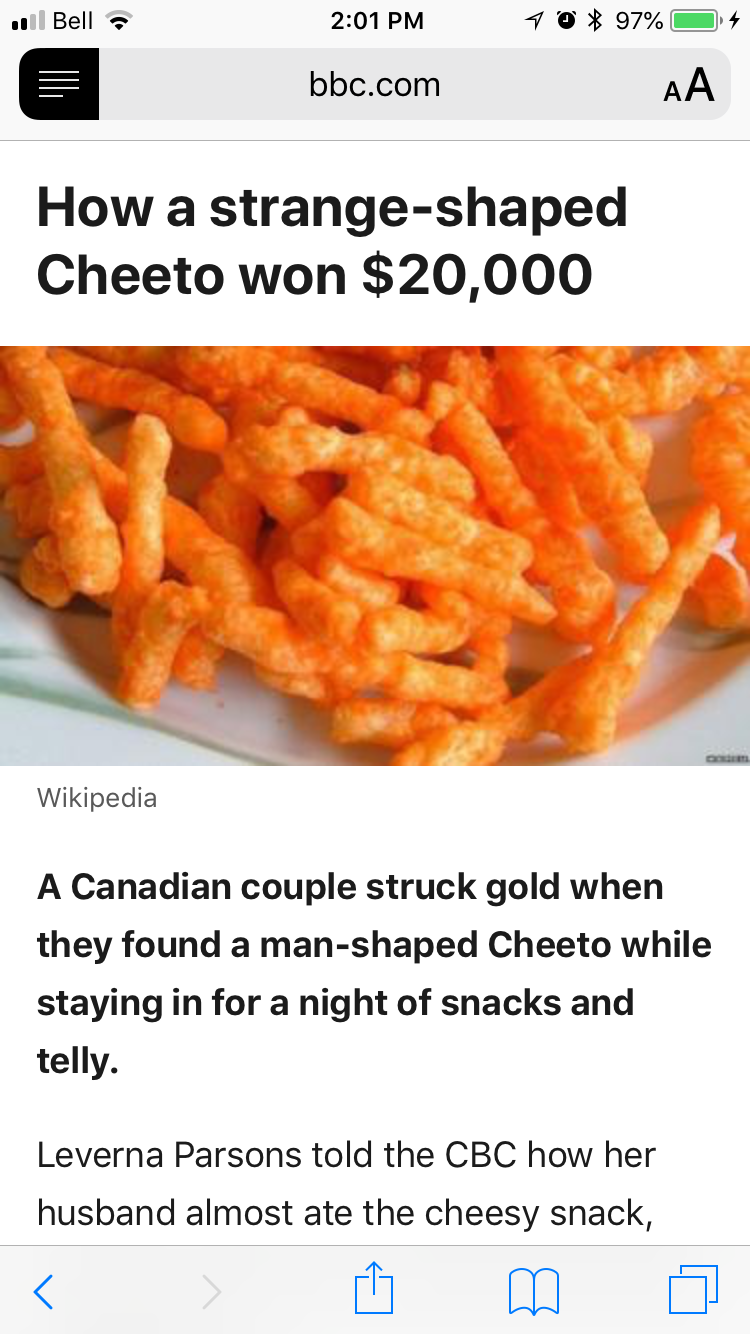 Bell 2:01 PM 97%
bbc.com AA
How a strange-shaped
Cheeto won $20,000
Wikipedia
A Canadian couple struck gold when
they found a man-shaped Cheeto while
staying in for a night of snacks and
telly.
Leverna Parsons told the CBC how her
husband almost ate the cheesy snack,